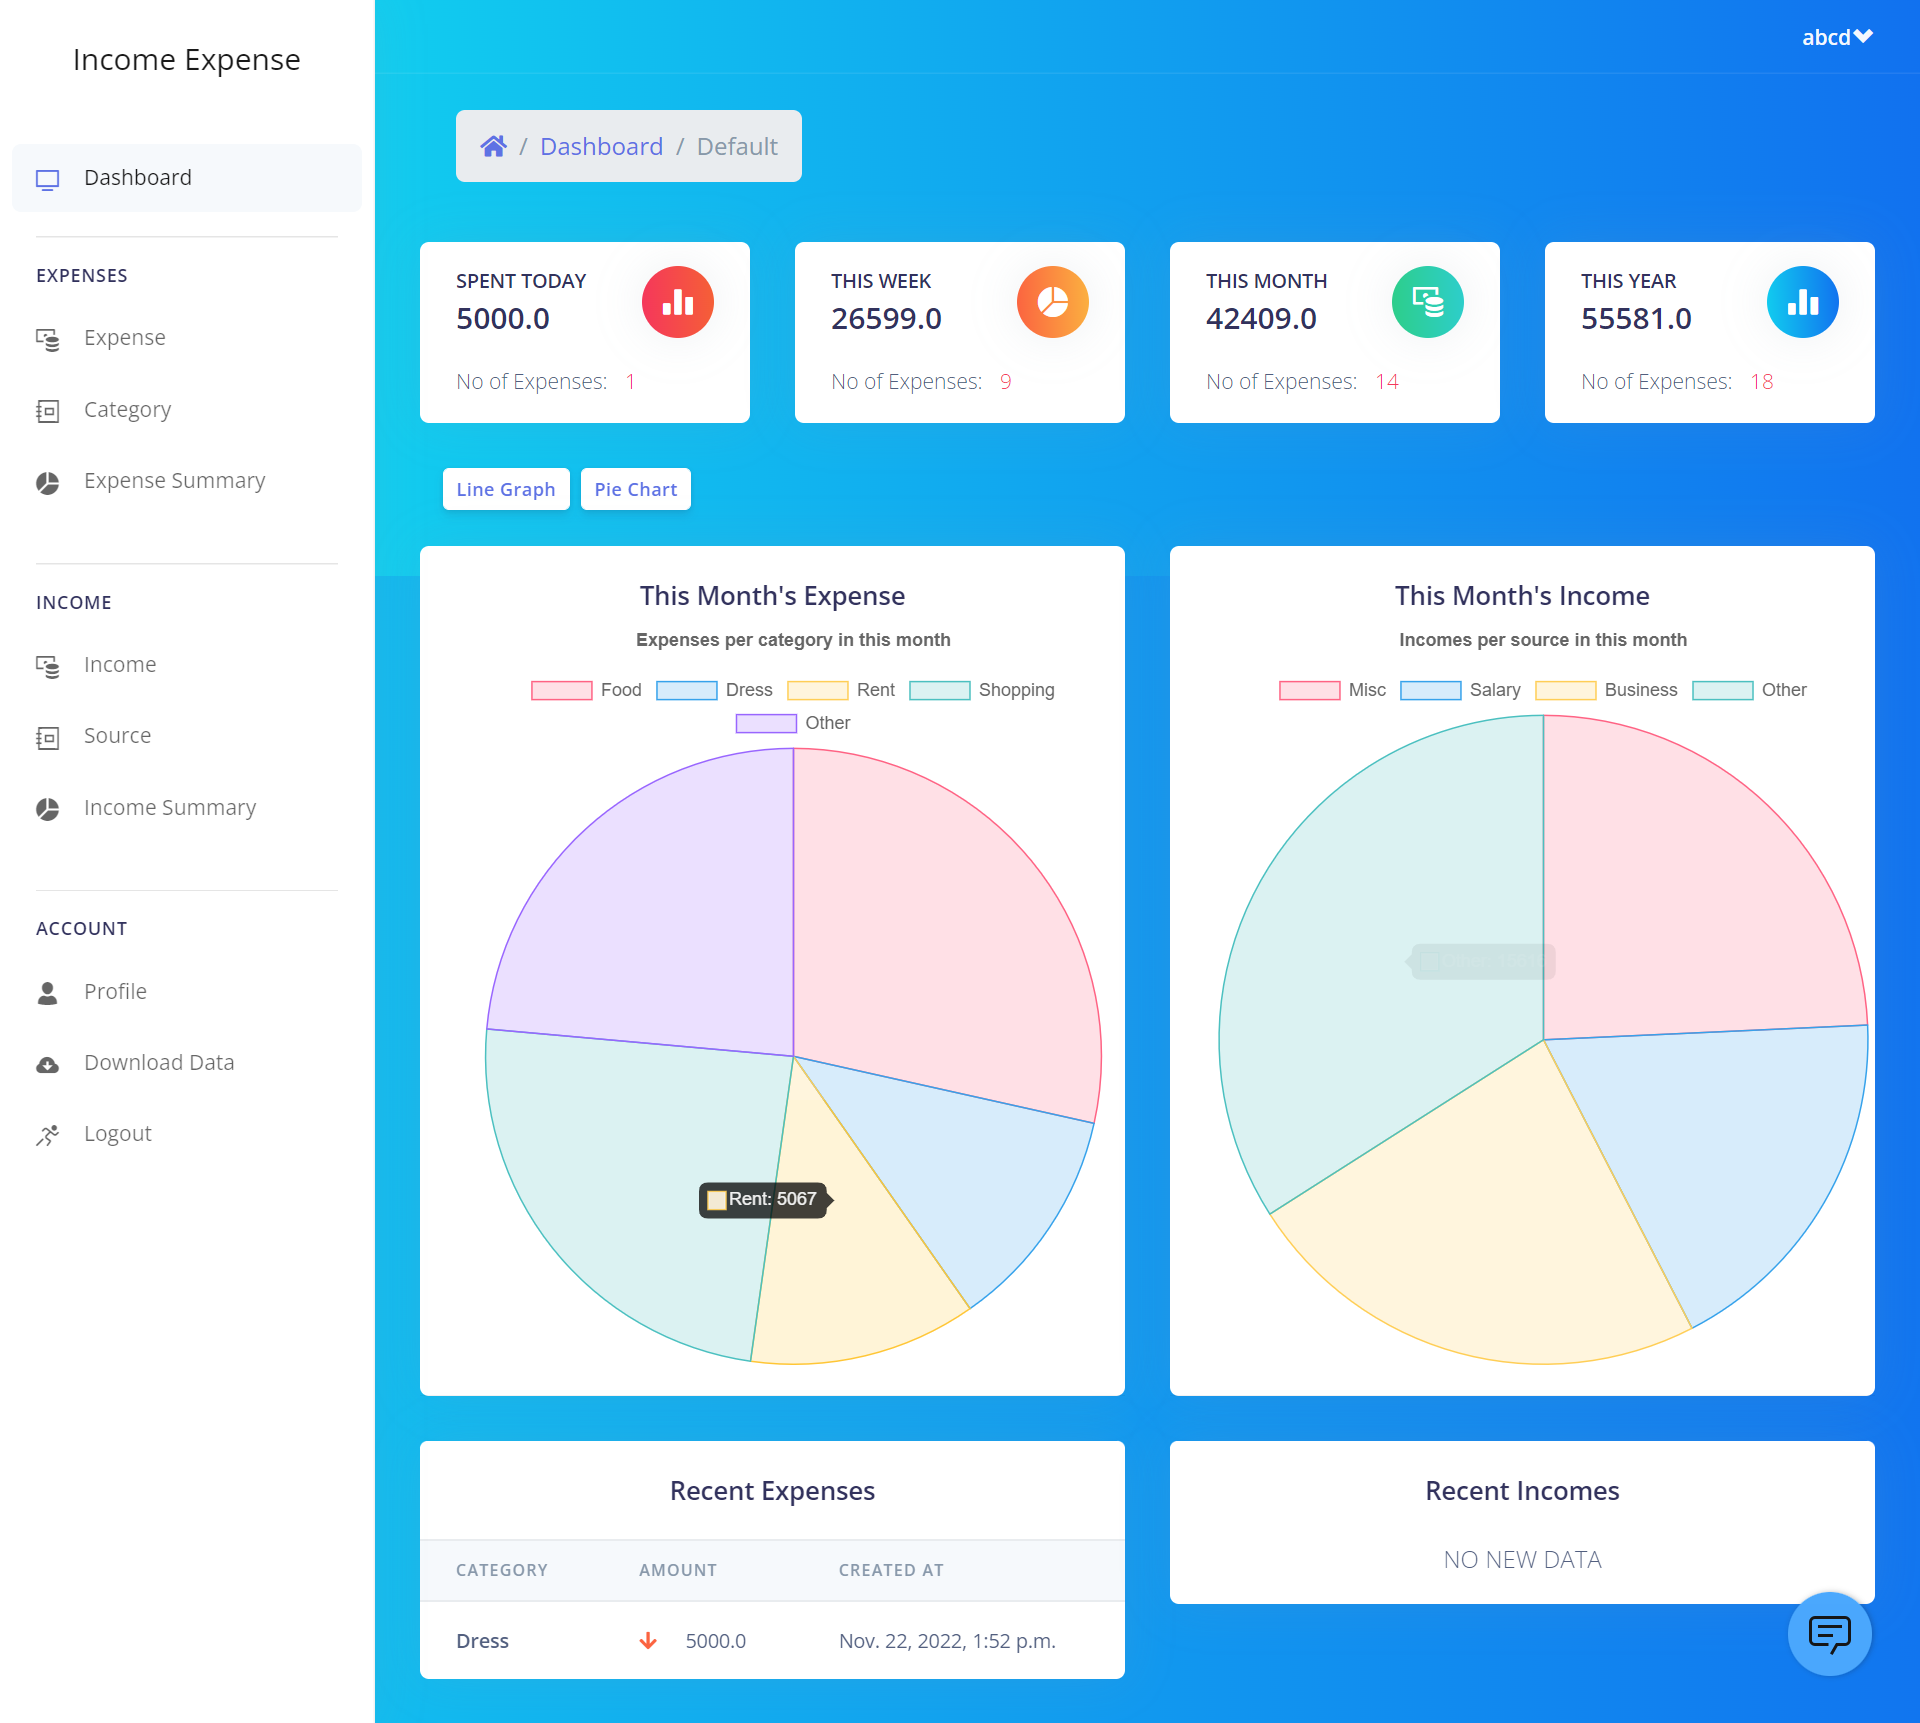 Income Expense
Dashboard
EXPENSES
Expense
Category
Expense Summary
INCOME
Income
Source
Income Summary
ACCOUNT
Profile
Download Data
Logout
abcd
/ Dashboard / Default
SPENT TODAY
5000.0
No of Expenses: 1
THIS WEEK
26599.0
No of Expenses: 9
THIS MONTH
42409.0
No of Expenses: 14
THIS YEAR
55581.0
No of Expenses: 18
Line Graph
Pie Chart
This Month's Expense
Expenses per category in this month
Food Dress Rent Shopping
Other
Rent: 5067
This Month's Income
Incomes per source in this month
Misc Salary Business Other
Recent Expenses
CATEGORY AMOUNT CREATED AT
Dress 5000.0 Nov. 22, 2022, 1:52 p.m.
Recent Incomes
NO NEW DATA